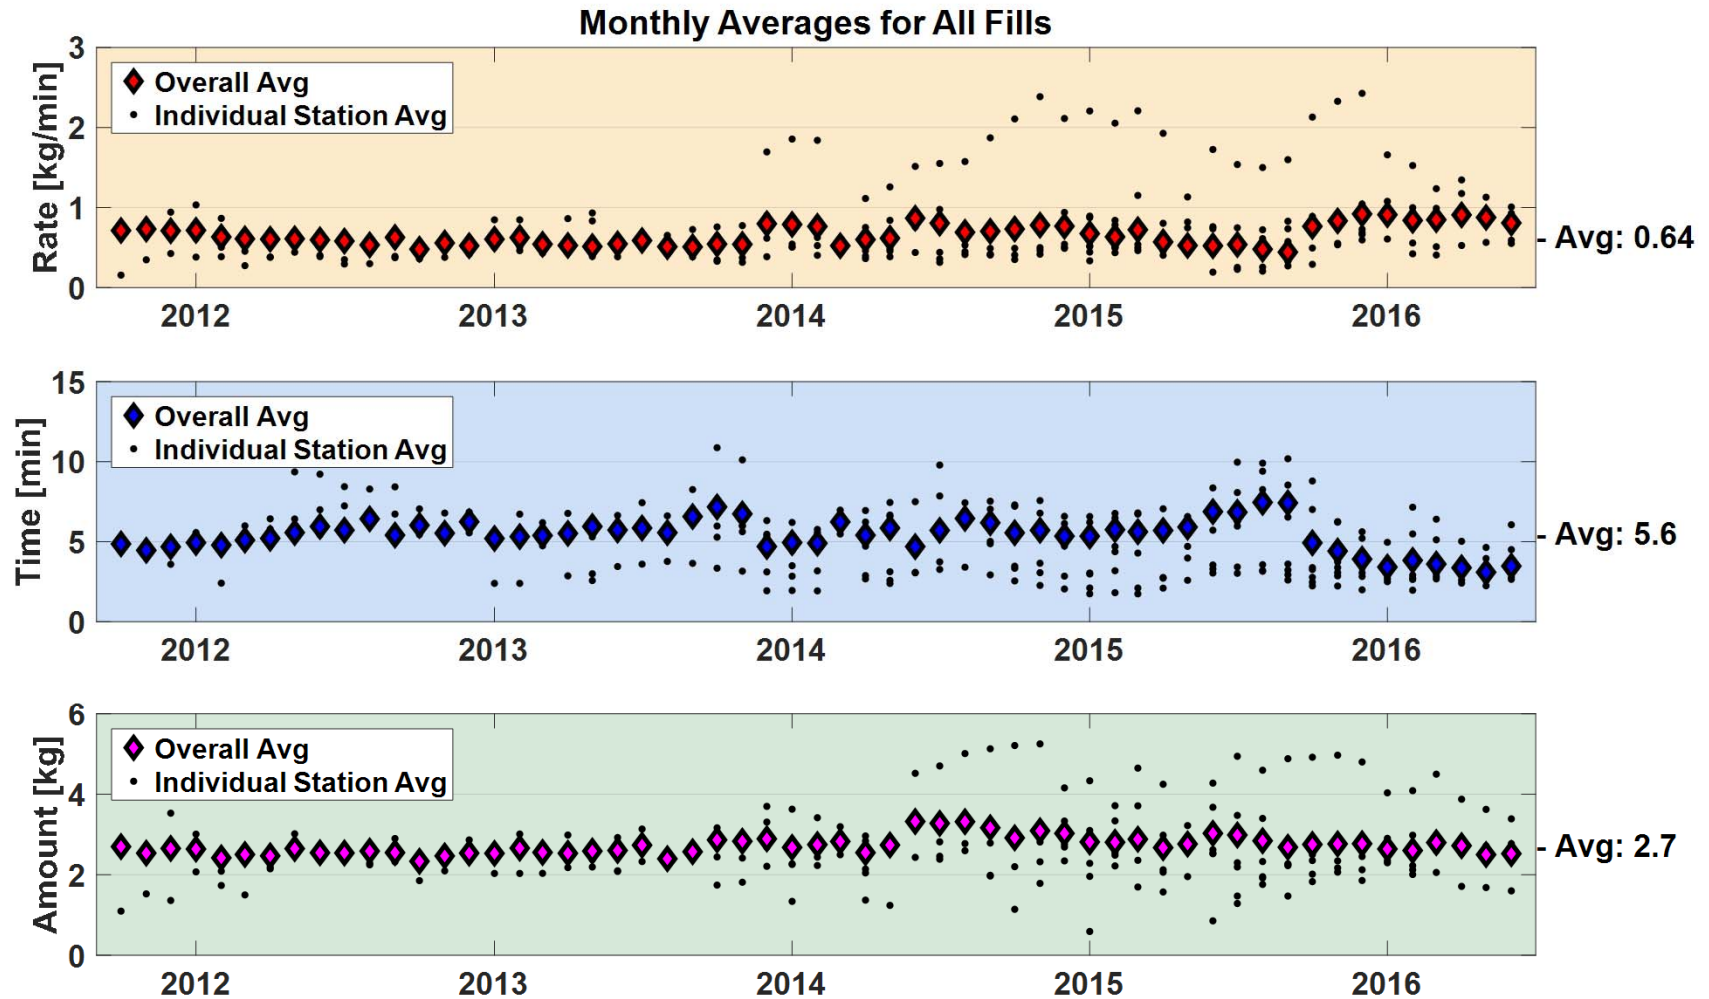 Monthly Averages for All Fills
Rate [kg/min]
3
2
1
0
Overall Avg
Individual Station Avg
2012 2013 2014 2015 2016
- Avg: 0.64
Time [min]
15
10
5
0
Overall Avg
Individual Station Avg
2012 2013 2014 2015 2016
- Avg: 5.6
Amount [kg]
6
4
2
0
Overall Avg
Individual Station Avg
2012 2013 2014 2015 2016
- Avg: 2.7